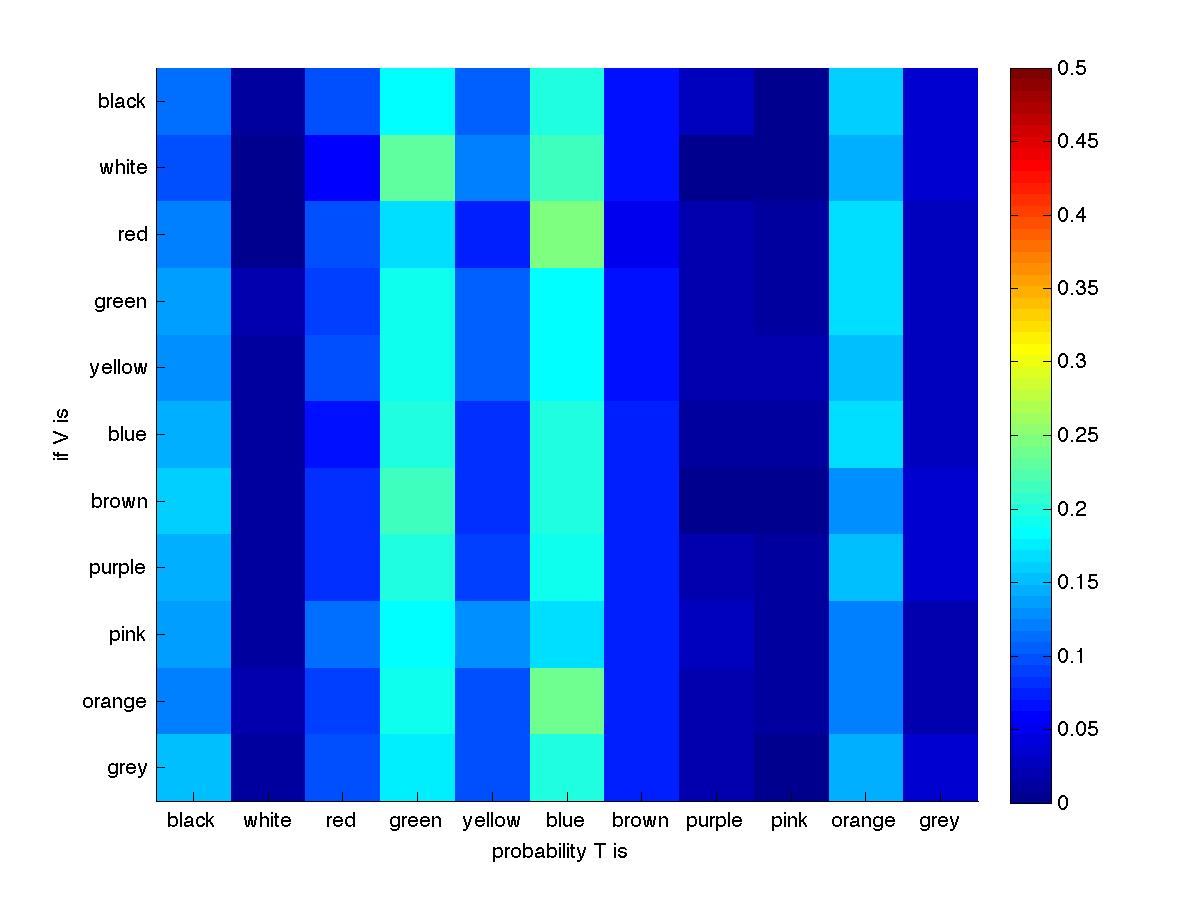 black
white
red
green
yellow
blue
brown
purple
pink
orange
grey
if V is
black white red green yellow blue brown purple pink orange grey
probability T is
0.5
0.45
0.4
0.35
0.3
0.25
0.2
0.15
0.1
0.05
0